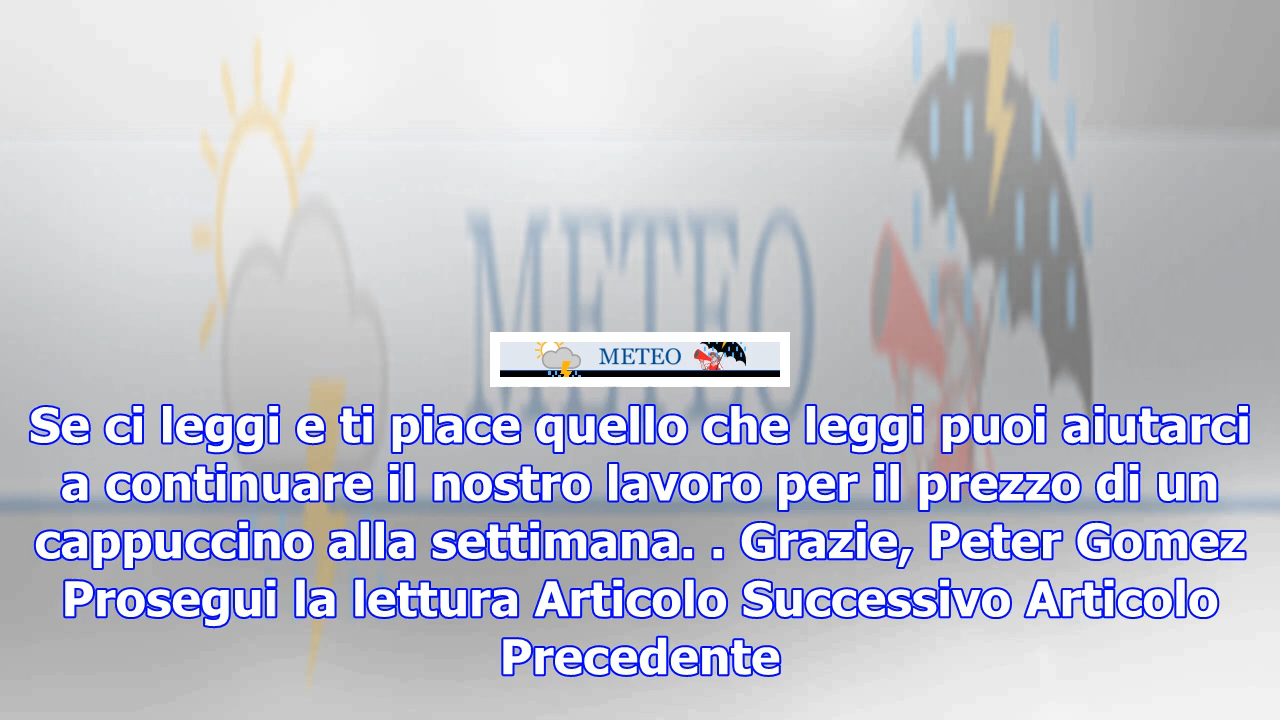 METEO
METEO
Se ci leggi e ti piace quello che leggi puoi aiutarci
a continuare il nostro lavoro per il prezzo di un
cappuccino alla settimana. . Grazie, Peter Gomez
Prosegui la lettura Articolo Successivo Articolo
Precedente